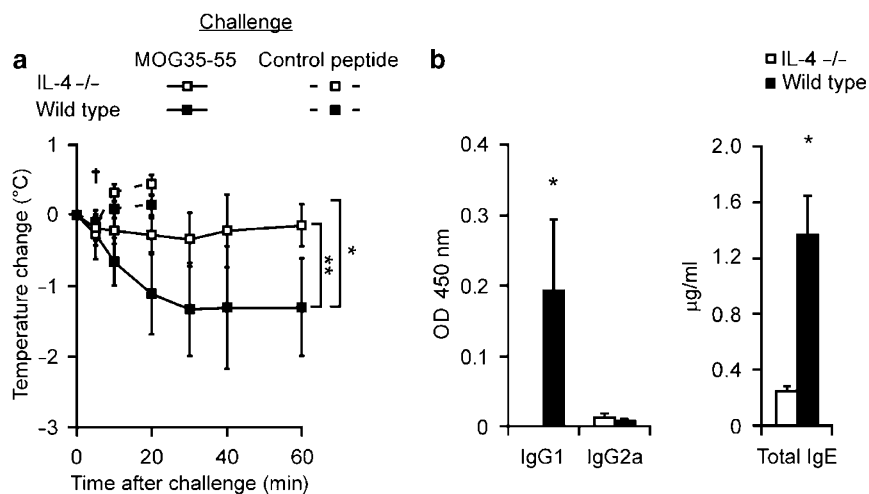 Challenge
a
MOG35-55 Control peptide
IL-4 –/–
Wild type
Temperature change (°C)
1
0
–1
–2
–3
†
**
*
0 20 40 60
Time after challenge (min)
b
IL-4 –/–
Wild type
OD 450 nm
0.4
0.3
0.2
0.1
0
*
IgG1 IgG2a
µg/ml
2.0
1.6
1.2
0.8
0.4
0
*
Total IgE